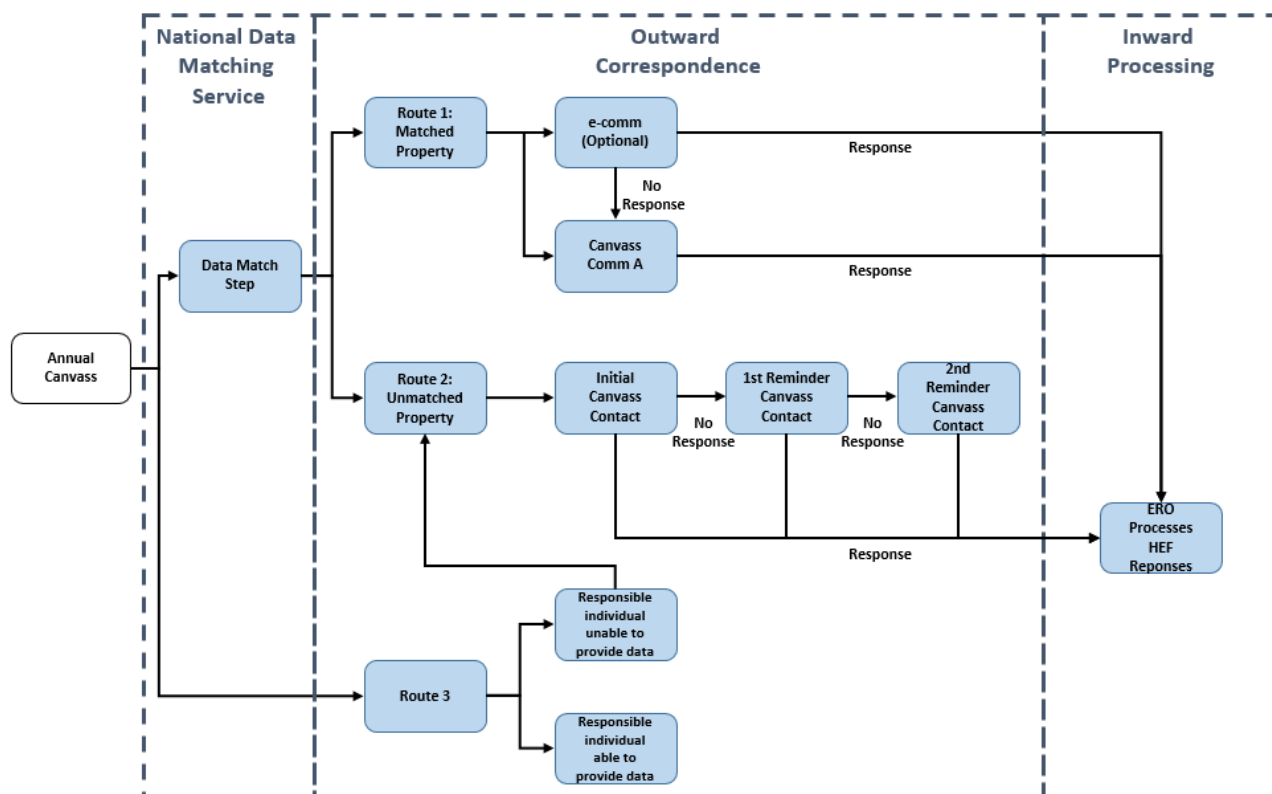 National Data
Matching
Service
Outward
Correspondence
Inward
Processing
Route 1:
Matched
Property
e-comm
(Optional)
Response
No
Response
Data Match
Step
Canvass
Comm A
Response
Annual
Canvass
Route 2:
Unmatched
Property
Initial
Canvass
Contact
No
Response
1st Reminder
Canvass
Contact
No
Response
2nd
Reminder
Canvass
Contact
Response
ERO
Processes
HEF
Reponses
Responsible
individual
unable to
provide data
Route 3
Responsible
individual
able to
provide data